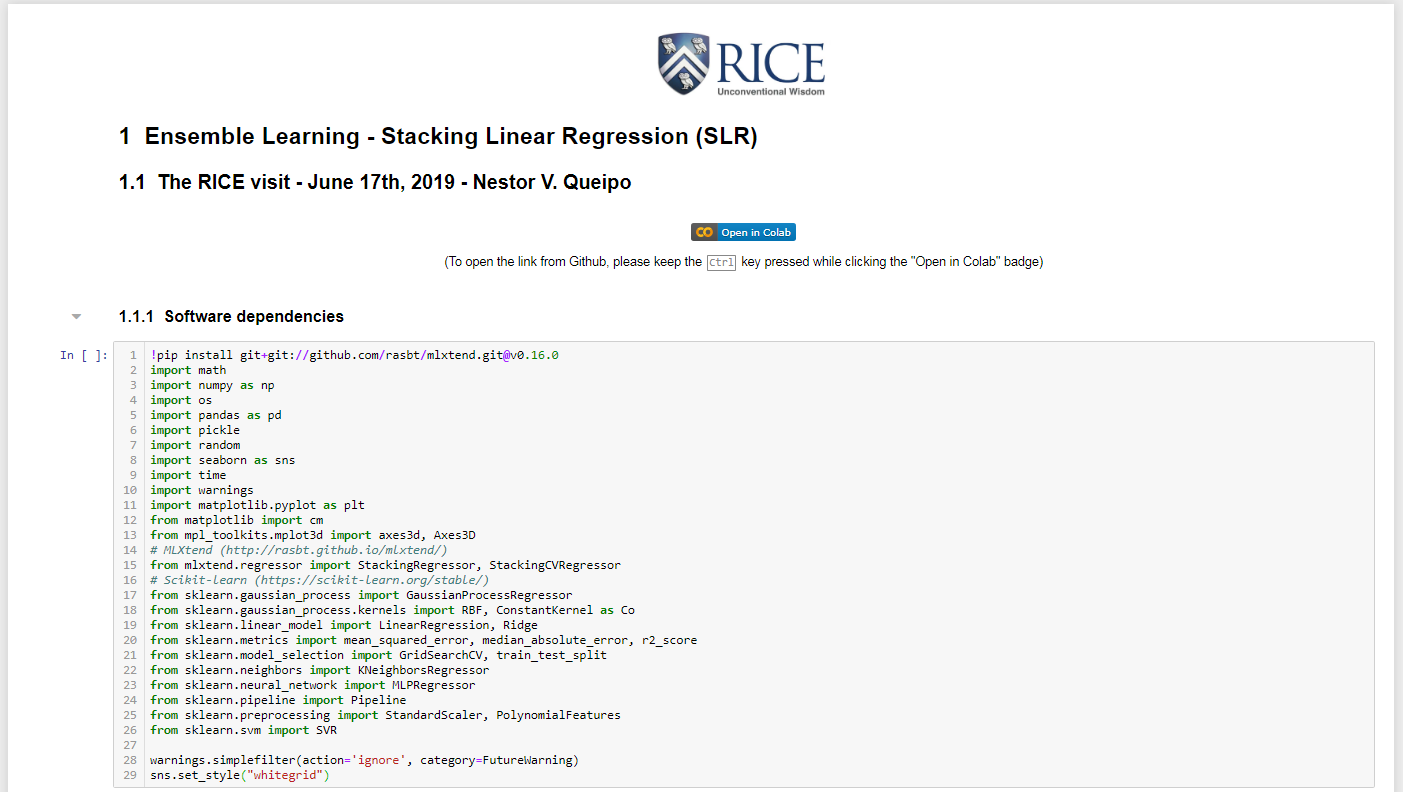 RICE
Unconventional Wisdom
1 Ensemble Learning - Stacking Linear Regression (SLR)
1.1 The RICE visit - June 17th, 2019 - Nestor V. Queipo
CO Open in Colab
(To open the link from Github, please keep the Ctrl key pressed while clicking the "Open in Colab" badge)
1.1.1 Software dependencies
In [ ]:
1 !pip install git+git://github.com/rasbt/mlxtend.git@v0.16.0
2 import math
3 import numpy as np
4 import os
5 import pandas as pd
6 import pickle
7 import random
8 import seaborn as sns
9 import time
10 import warnings
11 import matplotlib.pyplot as plt
12 from matplotlib import cm
13 from mpl_toolkits.mplot3d import axes3d, Axes3D
14 # MLXtend (http://rasbt.github.io/mlxtend/)
15 from mlxtend.regressor import StackingRegressor, StackingCVRegressor
16 # Scikit-learn (https://scikit-learn.org/stable/)
17 from sklearn.gaussian_process import GaussianProcessRegressor
18 from sklearn.gaussian_process.kernels import RBF, ConstantKernel as Co
19 from sklearn.linear_model import LinearRegression, Ridge
20 from sklearn.metrics import mean_squared_error, median_absolute_error, r2_score
21 from sklearn.model_selection import GridSearchCV, train_test_split
22 from sklearn.neighbors import KNeighborsRegressor
23 from sklearn.neural_network import MLPRegressor
24 from sklearn.pipeline import Pipeline
25 from sklearn.preprocessing import StandardScaler, PolynomialFeatures
26 from sklearn.svm import SVR
27
28 warnings.simplefilter(action='ignore', category=FutureWarning)
29 sns.set_style("whitegrid")